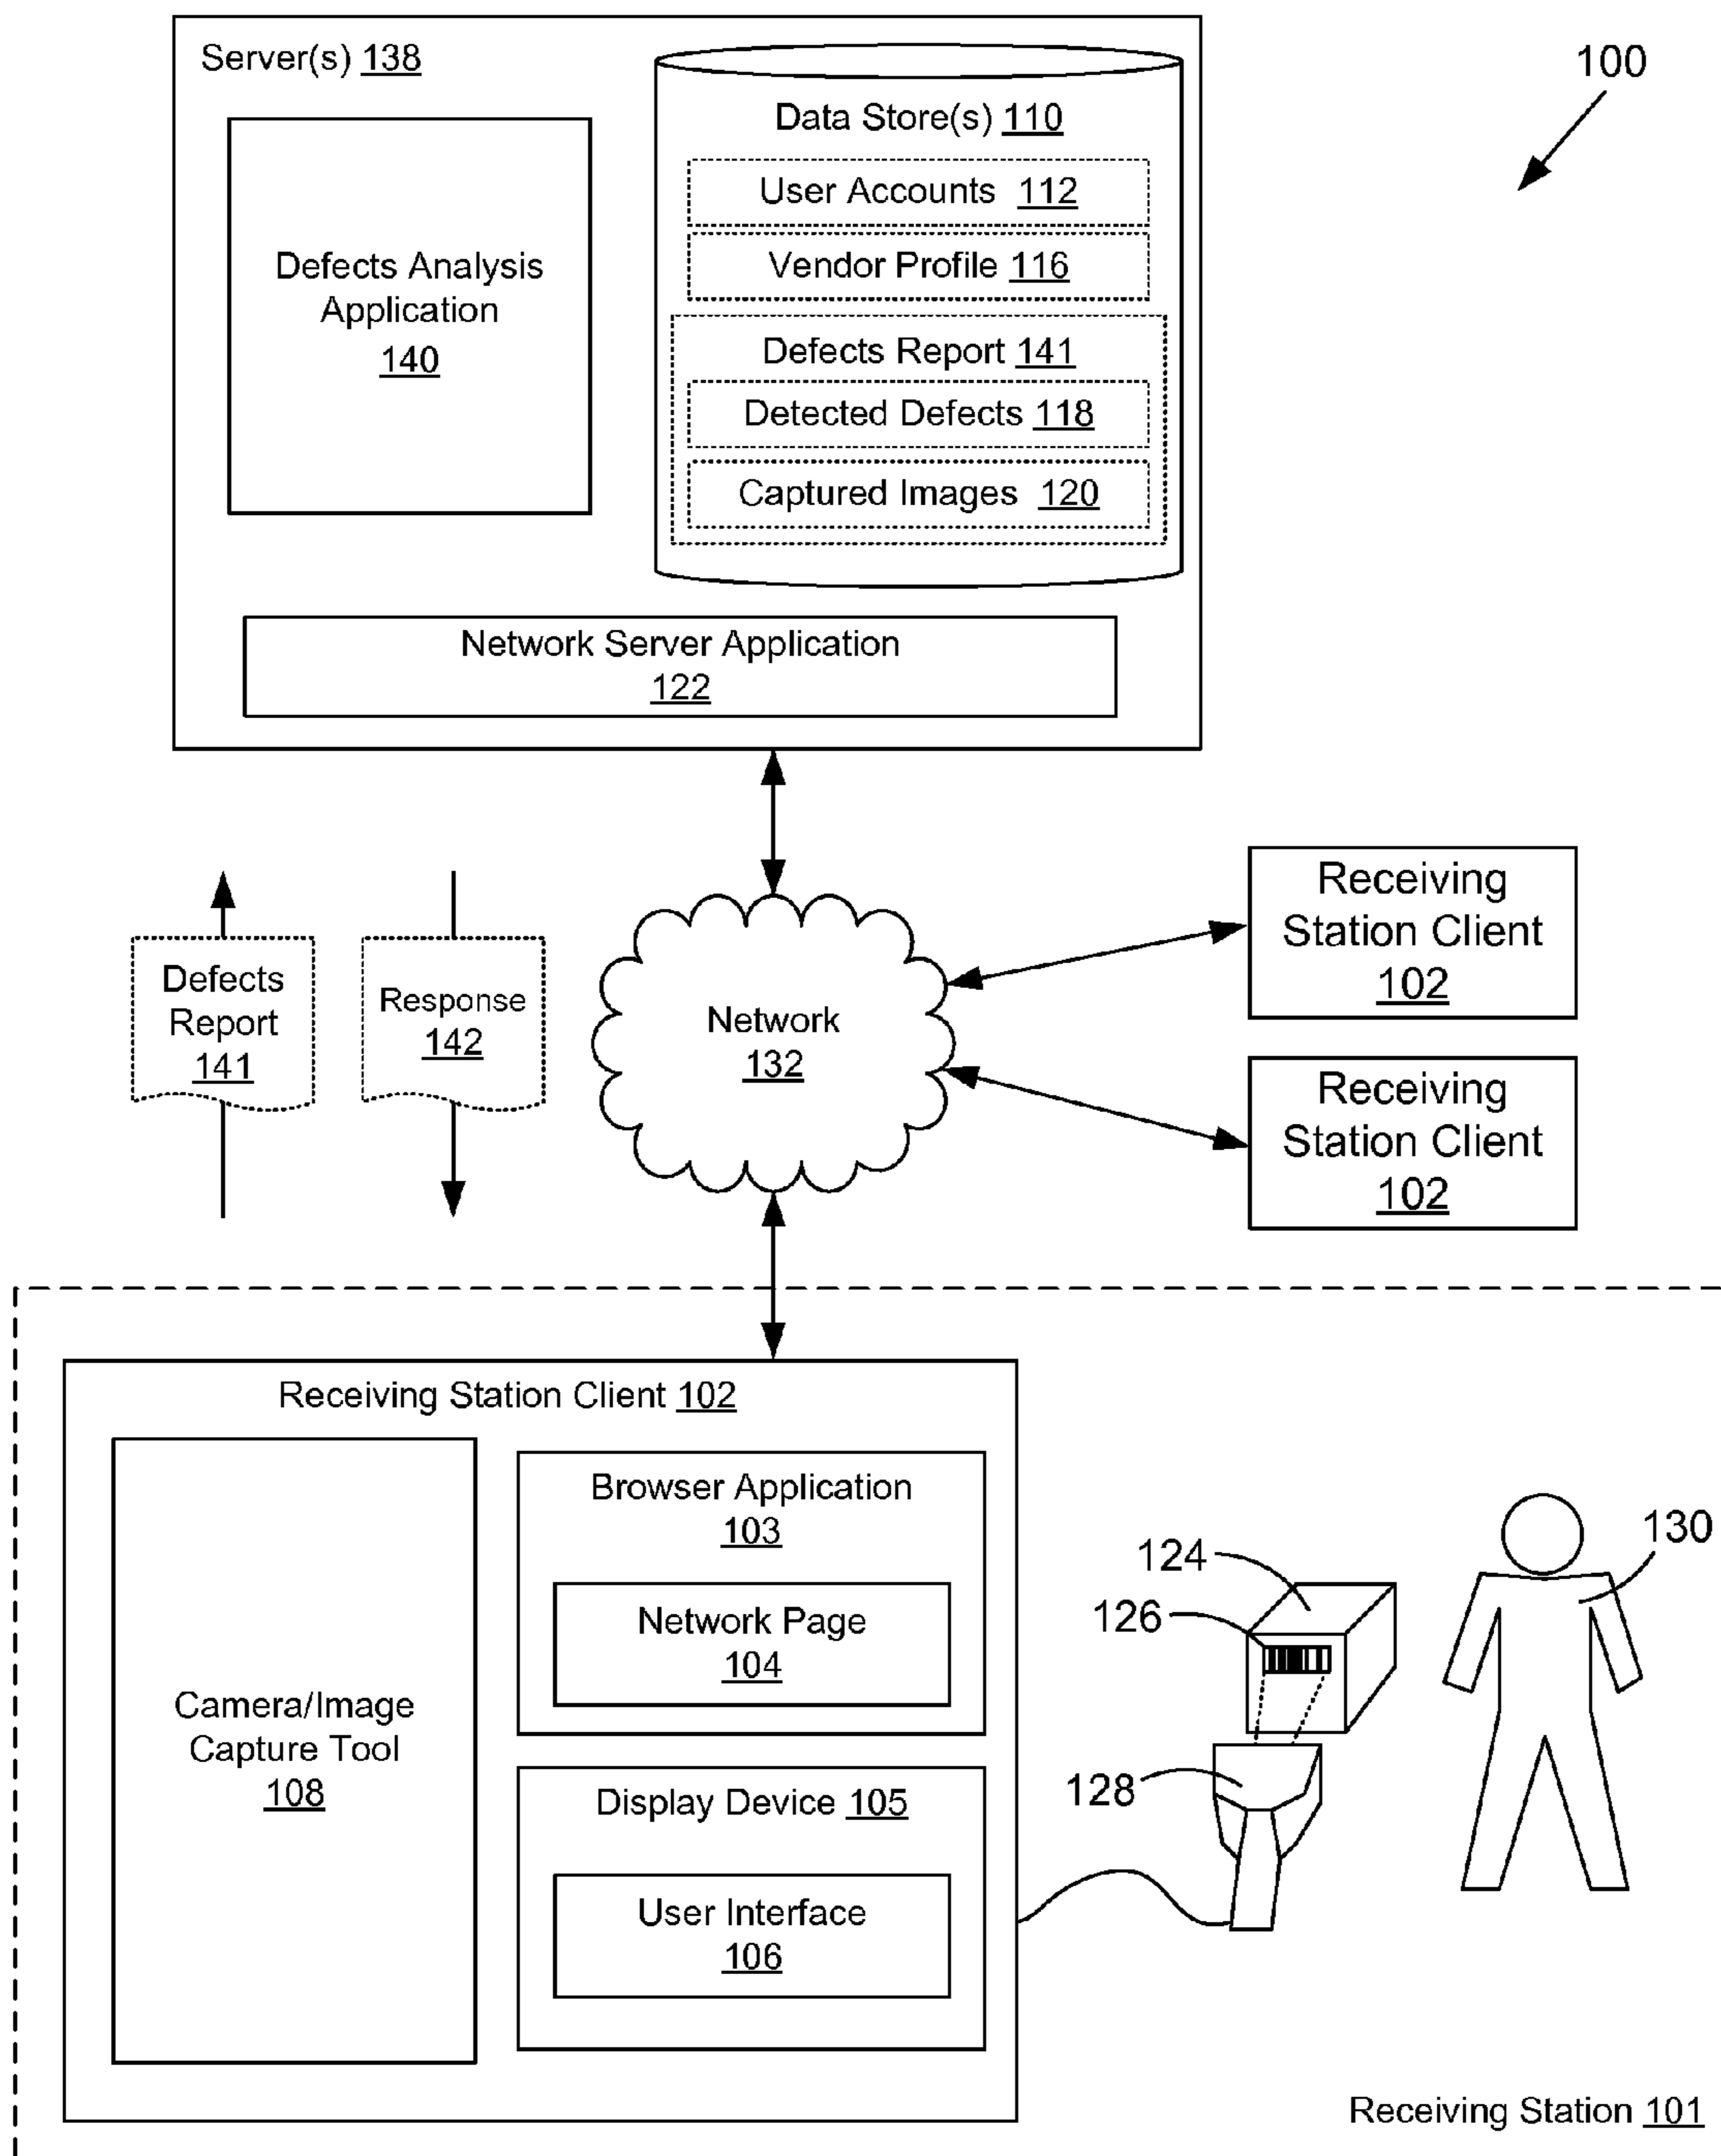 Server(s) 138
Defects Analysis
Application
140
Data Store(s) 110
User Accounts 112
Vendor Profile 116
Defects Report 141
Detected Defects 118
Captured Images 120
Network Server Application
122
100
Defects
Report
141
Response
142
Network
132
Receiving
Station Client
102
Receiving
Station Client
102
Receiving Station Client 102
Camera/Image
Capture Tool
108
Browser Application
103
Network Page
104
Display Device 105
User Interface
106
124
126
128
130
Receiving Station 101